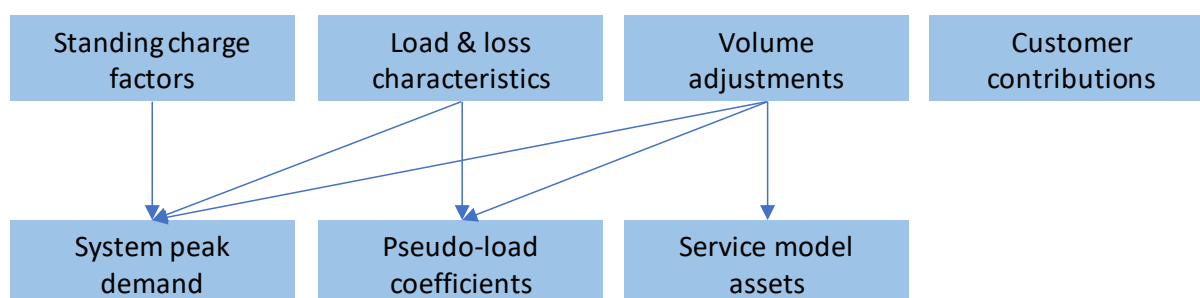 Standing charge
factors
Load & loss
characteristics
Volume
adjustments
Customer
contributions
System peak
demand
Pseudo-load
coefficients
Service model
assets